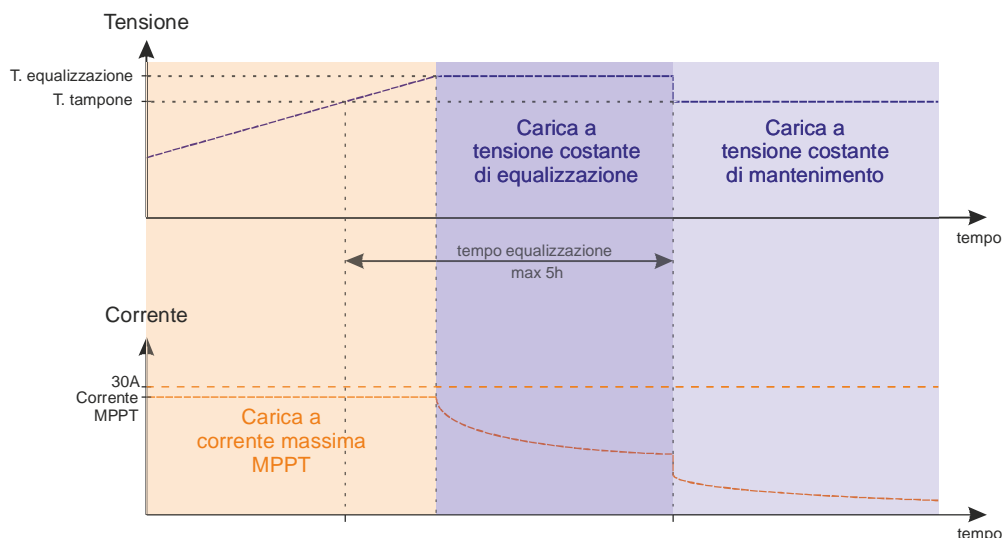 Tensione
T. equalizzazione
T. tampone
Carica a
tensione costante
di equalizzazione
Carica a
tensione costante
di mantenimento
tempo
tempo equalizzazione
max 5h
Corrente
30A
Corrente
MPPT
Carica a
corrente massima
MPPT
tempo